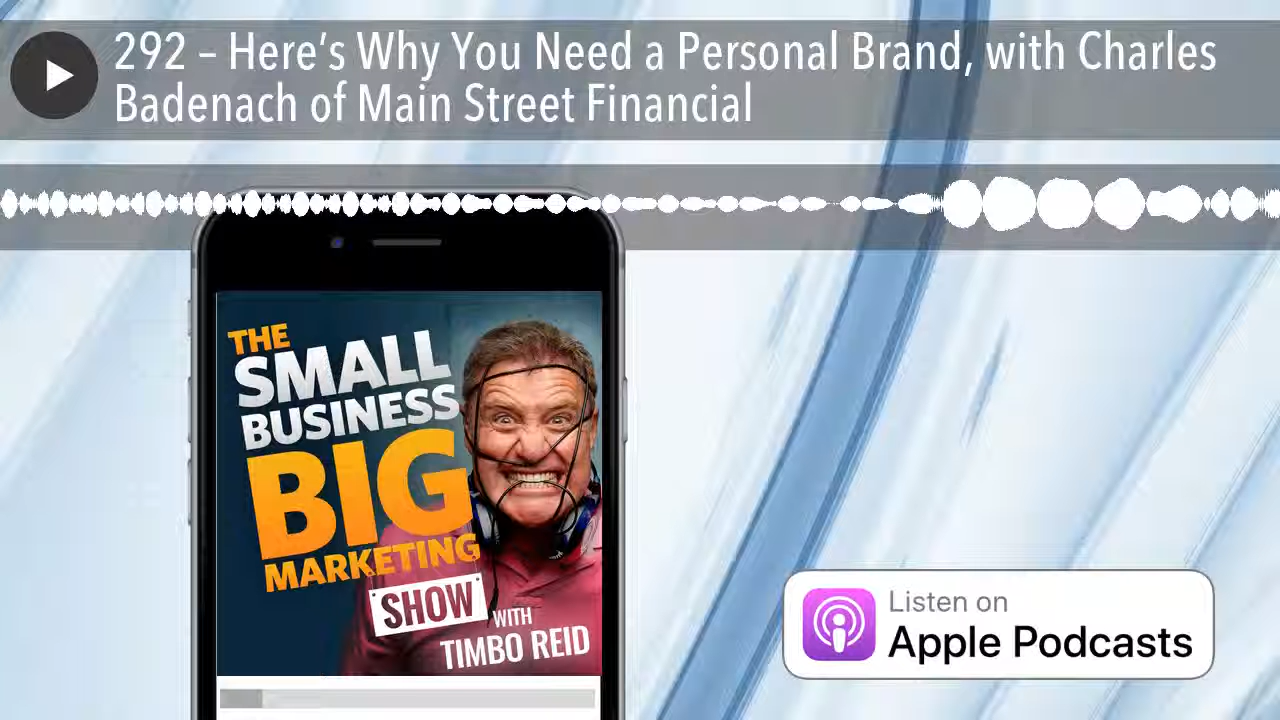 292 – Here’s Why You Need a Personal Brand, with Charles
Badenach of Main Street Financial
THE
SMALL
BUSINESS
BIG
MARKETING
SHOW
WITH
TIMBO REID
Listen on
Apple Podcasts